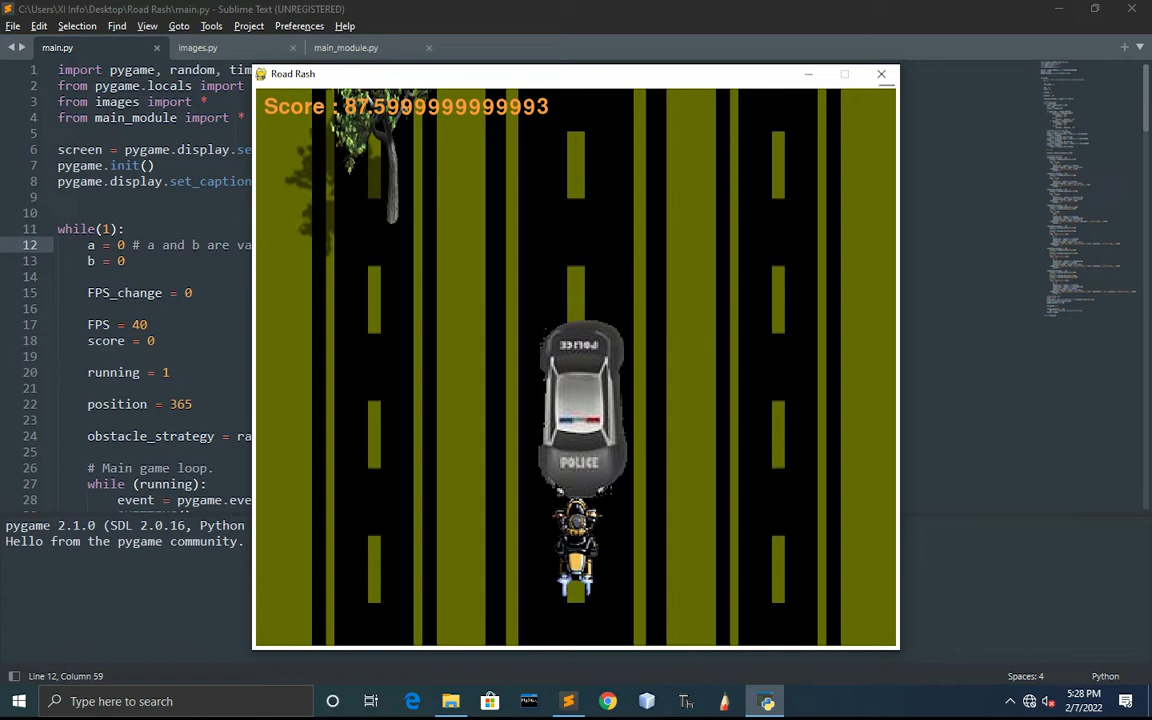 C:\Users\XI Info\Desktop\Road Rash\main.py - Sublime Text (UNREGISTERED)
File Edit Selection Find View Goto Tools Project Preferences Help
main.py images.py main_module.py
Road Rash
Score : 87.59999999999993
1 import pygame, random, tim
2 from pygame.locals import
3 from images import *
4 from main_module import *
5
6 screen = pygame.display.se
7 pygame.init()
8 pygame.display.set_caption
9
10
11 while(1):
12 a = 0 # a and b are va
13 b = 0
14
15 FPS_change = 0
16
17 FPS = 40
18 score = 0
19
20 running = 1
21
22 position = 365
23
24 obstacle_strategy = ra
25
26 # Main game loop.
27 while (running):
28 event = pygame.eve
POLICE
POLICE
pygame 2.1.0 (SDL 2.0.16, Python
Hello from the pygame community.
Line 12, Column 59 Spaces: 4 Python
Type here to search
Th
5:28 PM
2/7/2022